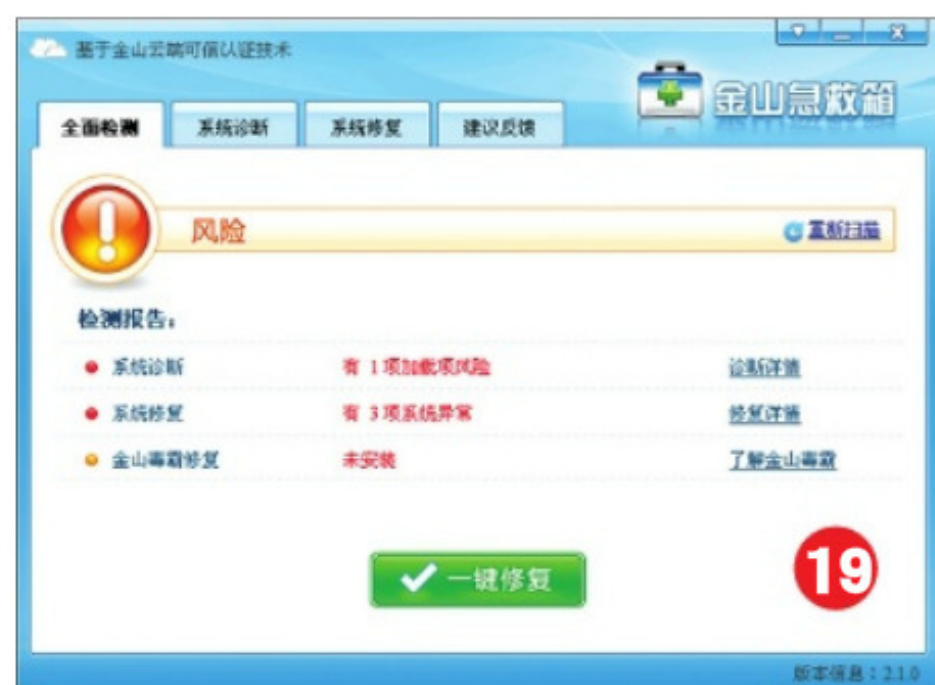 基于金山云端可信认证技术
金山急救箱
全面检测 系统诊断 系统修复 建议反馈
风险 重新扫描
检测报告：
系统诊断 有 1 项加载项风险 诊断详情
系统修复 有 3 项系统异常 修复详情
金山毒霸修复 未安装 了解金山毒霸
一键修复
19
版本信息：2.1.0